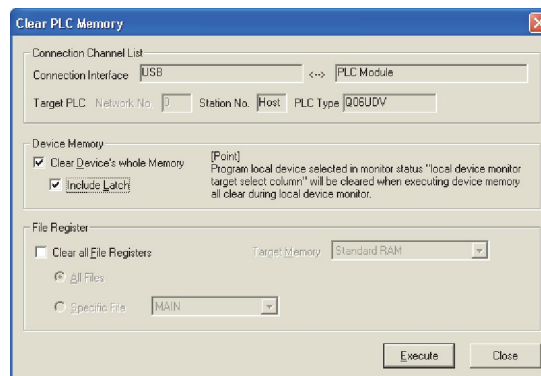 Clear PLC Memory
Connection Channel List
Connection Interface USB <--> PLC Module
Target PLC Network No. 0 Station No. Host PLC Type Q06UDV
Device Memory
Clear Device's whole Memory
Include Latch
[Point]
Program local device selected in monitor status "local device monitor
target select column" will be cleared when executing device memory
all clear during local device monitor.
File Register
Clear all File Registers Target Memory Standard RAM
All Files
Specific File MAIN
Execute Close